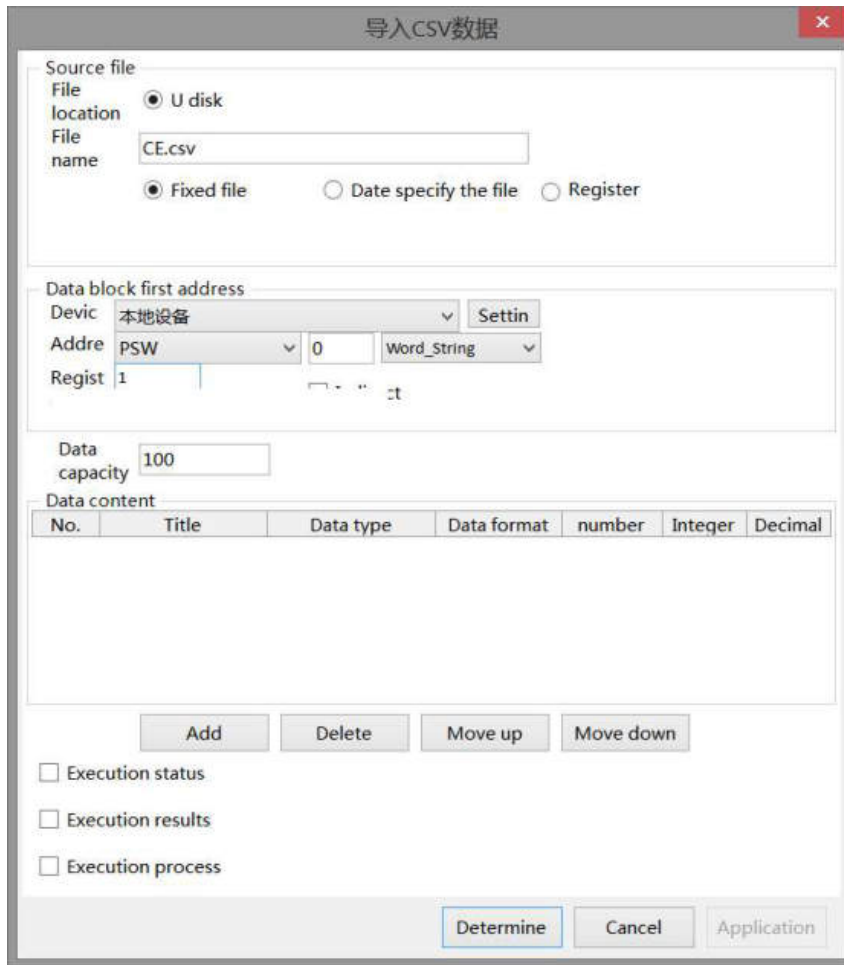 导入CSV数据
Source file
File location
U disk
File name
CE.csv
Fixed file Date specify the file Register
Data block first address
Devic 本地设备 Settin
Addre PSW 0 Word_String
Regist 1
Data capacity 100
Data content
No. Title Data type Data format number Integer Decimal
Add Delete Move up Move down
Execution status
Execution results
Execution process
Determine Cancel Application